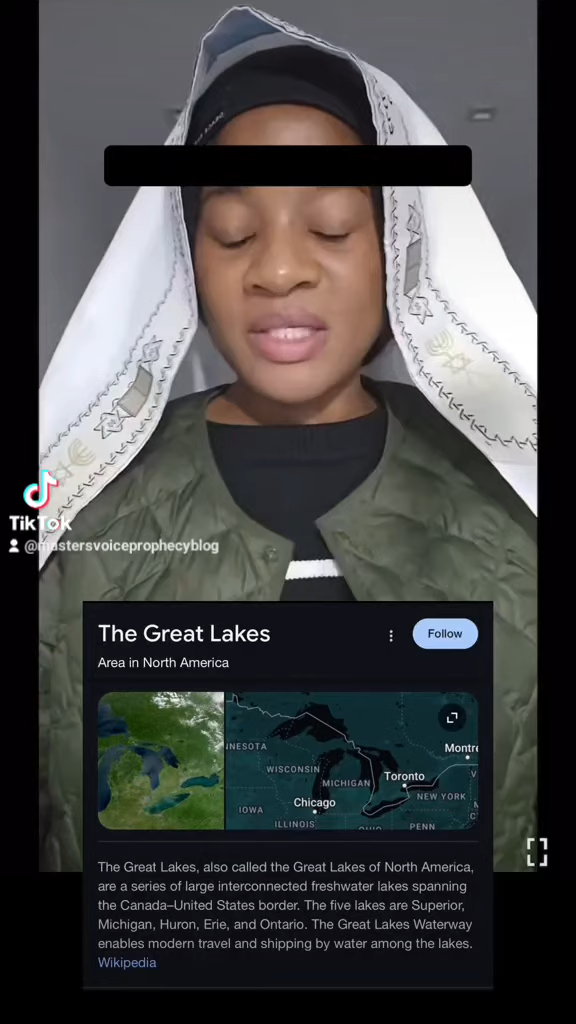 TikTok
@mastersvoiceprophecyblog
The Great Lakes
Follow
Area in North America
NNESOTA
WISCONSIN
MICHIGAN
Toronto
Montre
V
NEW YORK
IOWA
Chicago
ILLINOIS
OHIO
PENN
N
The Great Lakes, also called the Great Lakes of North America,
are a series of large interconnected freshwater lakes spanning
the Canada–United States border. The five lakes are Superior,
Michigan, Huron, Erie, and Ontario. The Great Lakes Waterway
enables modern travel and shipping by water among the lakes.
Wikipedia